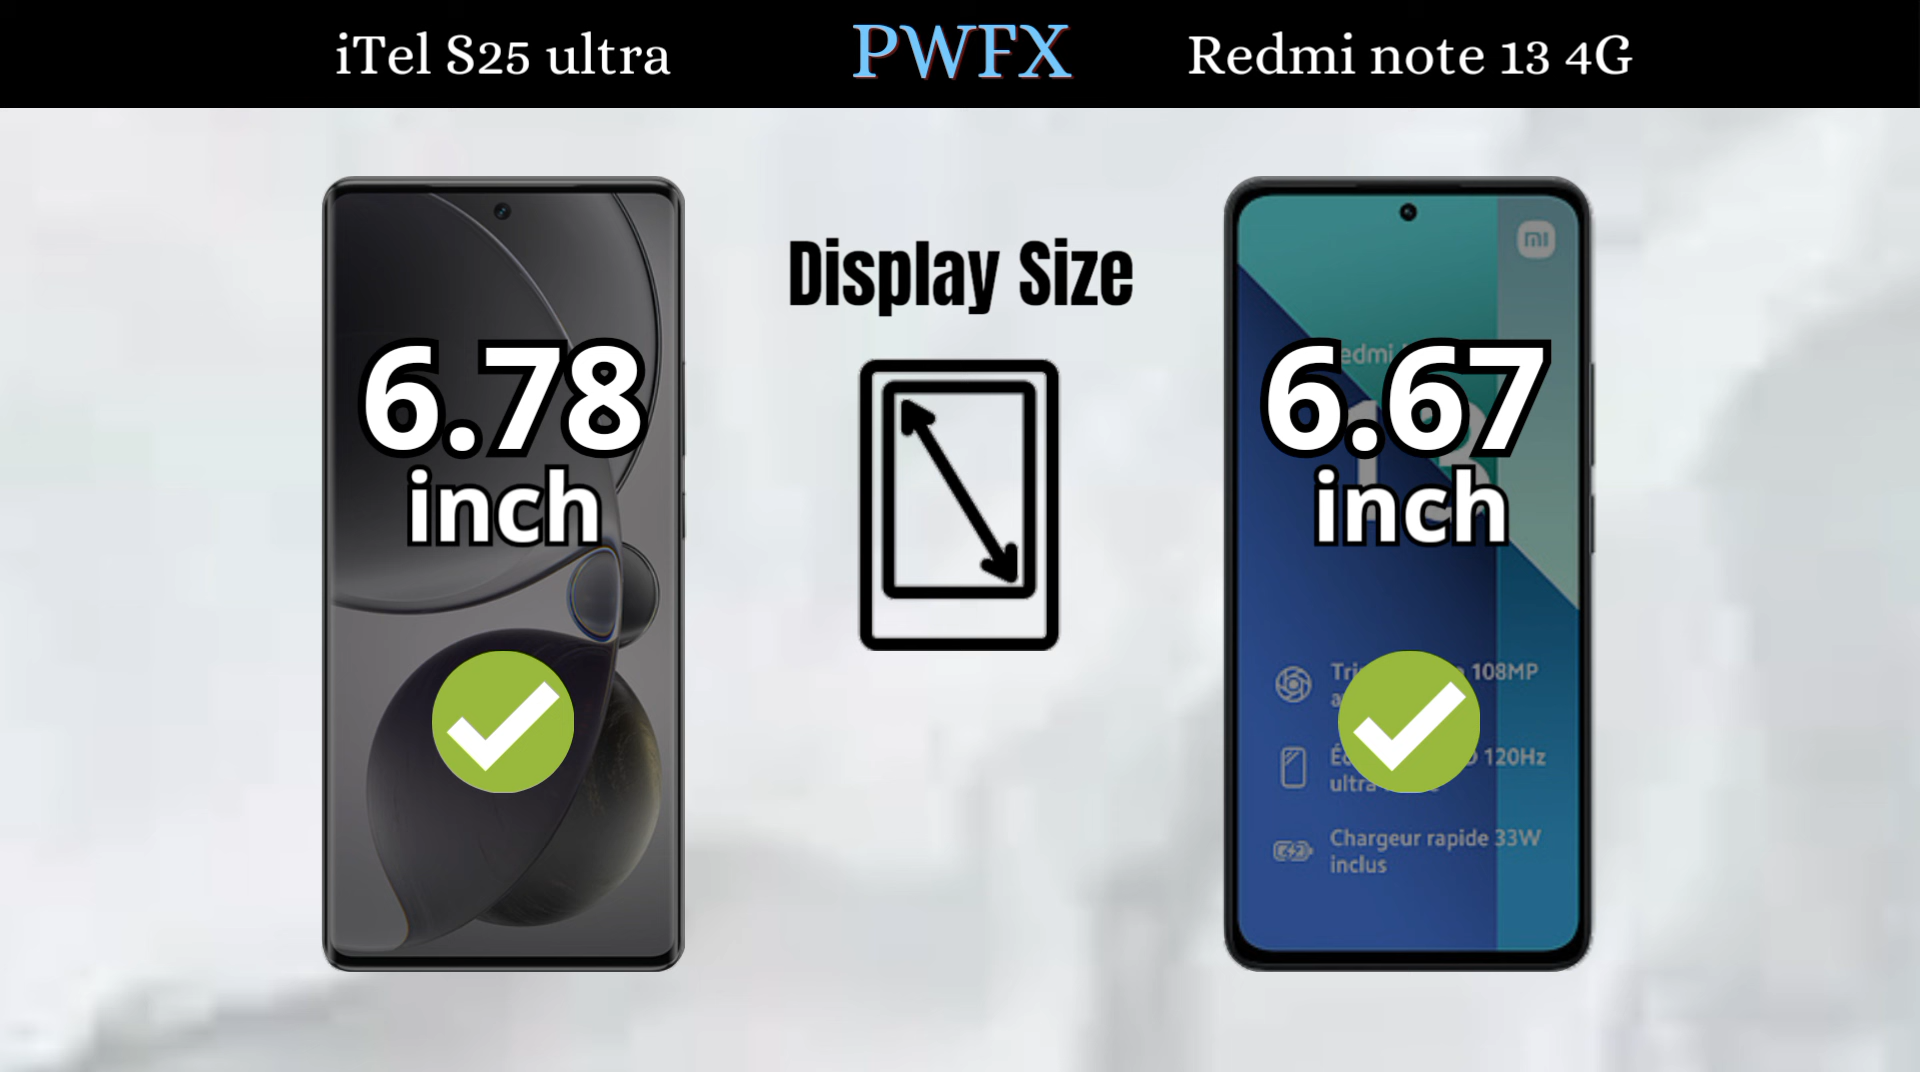 iTel S25 ultra
PWFX
Redmi note 13 4G
Display Size
6.78
inch
6.67
inch
mi
108MP
120Hz
Chargeur rapide 33W
inclus